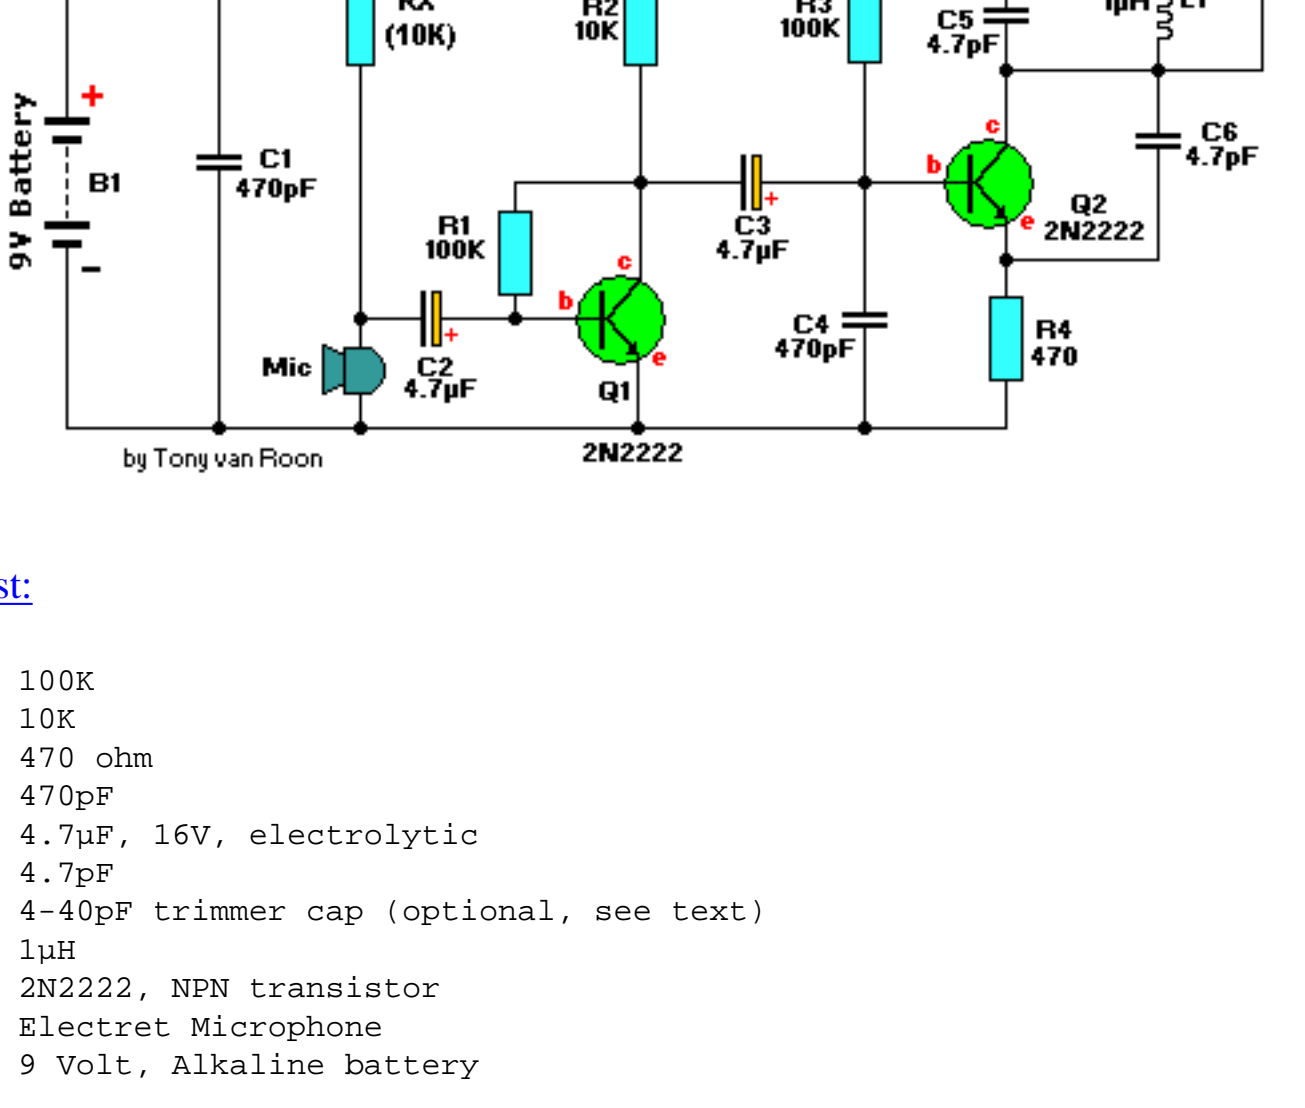 RX
(10K)
R2
10K
R3
100K
C5
4.7pF
1µH L1
+
9V Battery
B1
-
C1
470pF
R1
100K
C3
4.7µF
+
c
b
e
Q2
2N2222
C6
4.7pF
Mic
C2
4.7µF
+
c
b
e
Q1
2N2222
C4
470pF
R4
470
by Tony van Roon
st:
100K
10K
470 ohm
470pF
4.7µF, 16V, electrolytic
4.7pF
4-40pF trimmer cap (optional, see text)
1µH
2N2222, NPN transistor
Electret Microphone
9 Volt, Alkaline battery